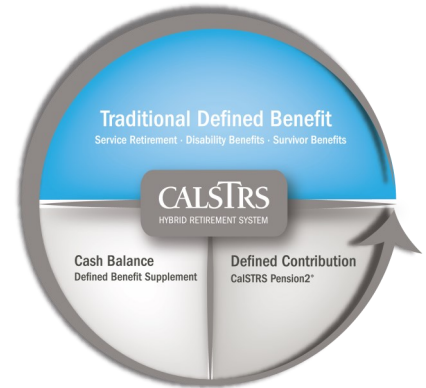 Traditional Defined Benefit
Service Retirement · Disability Benefits · Survivor Benefits
CALSTRS
HYBRID RETIREMENT SYSTEM
Cash Balance
Defined Benefit Supplement
Defined Contribution
CalSTRS Pension2®